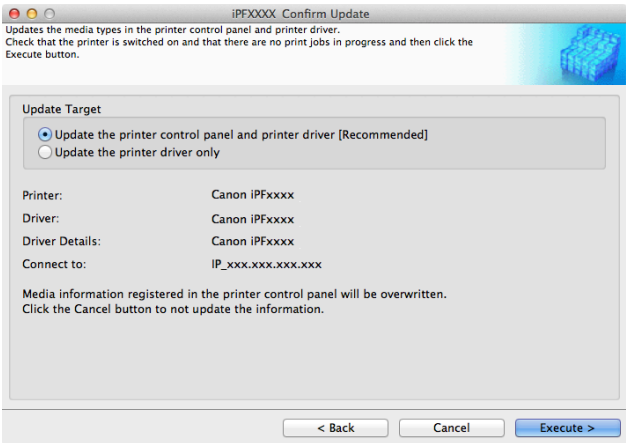 iPFXXXX Confirm Update
Updates the media types in the printer control panel and printer driver.
Check that the printer is switched on and that there are no print jobs in progress and then click the
Execute button.
Update Target
Update the printer control panel and printer driver [Recommended]
Update the printer driver only
Printer: Canon iPFxxxx
Driver: Canon iPFxxxx
Driver Details: Canon iPFxxxx
Connect to: IP_xxx.xxx.xxx.xxx
Media information registered in the printer control panel will be overwritten.
Click the Cancel button to not update the information.
< Back Cancel Execute >